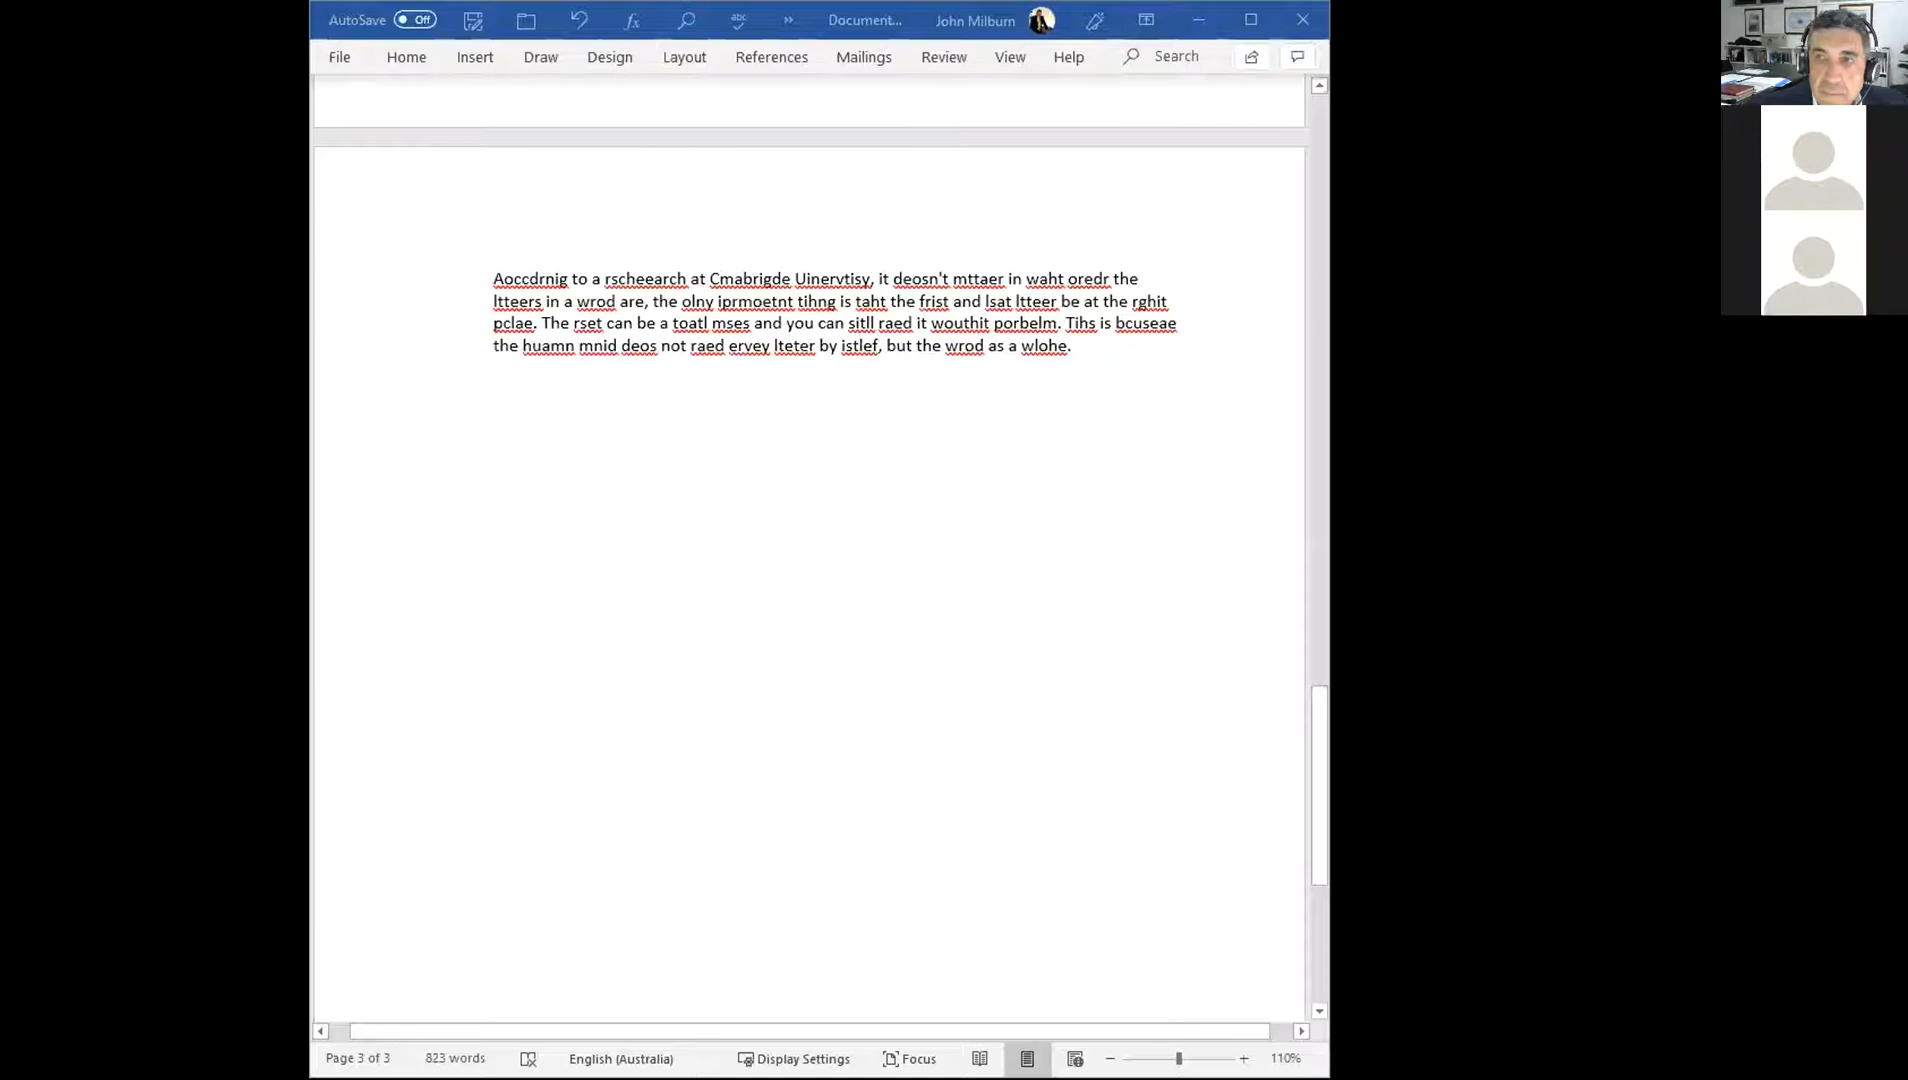 AutoSave Off Document... John Milburn
File Home Insert Draw Design Layout References Mailings Review View Help Search
Aoccdrnig to a rscheearch at Cmabrigde Uinervtisy, it deosn't mttaer in waht oredr the
ltteers in a wrod are, the olny iprmoetnt tihng is taht the frist and lsat ltteer be at the rghit
pclae. The rset can be a toatl mses and you can sitll raed it wouthit porbelm. Tihs is bcuseae
the huamn mnid deos not raed ervey lteter by istlef, but the wrod as a wlohe.
Page 3 of 3 823 words English (Australia) Display Settings Focus 110%